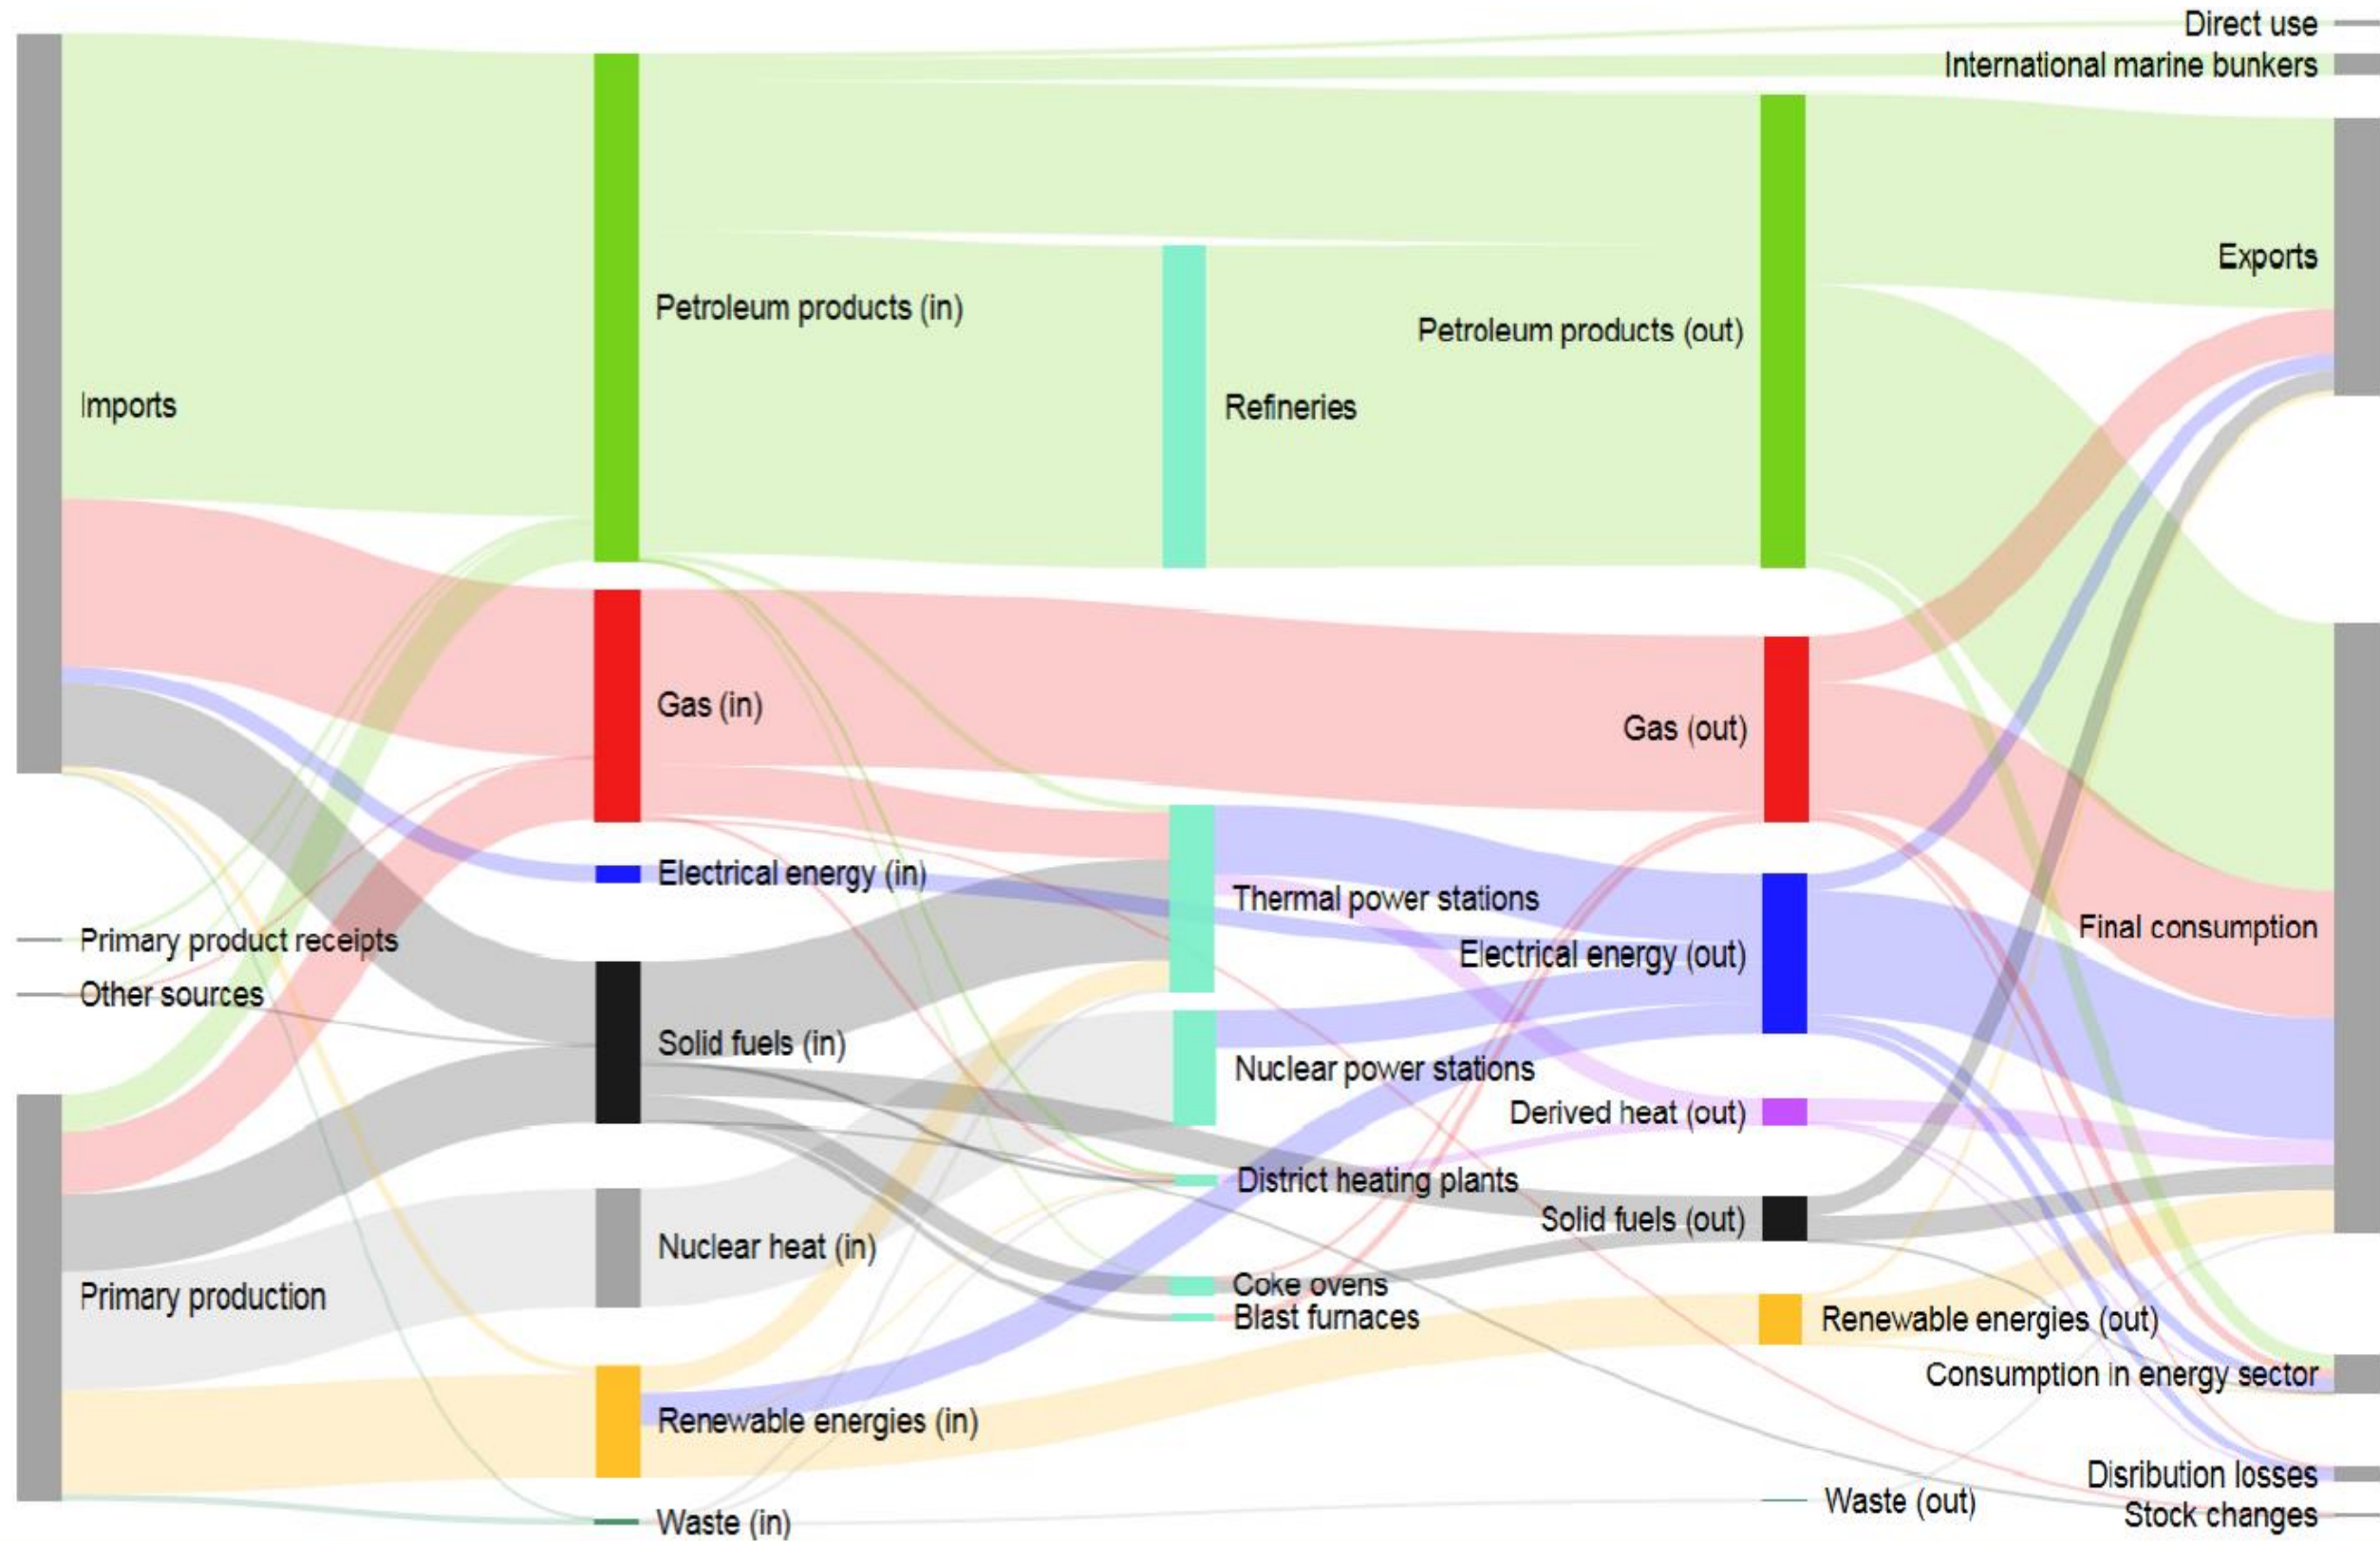 Direct use
International marine bunkers
Exports
Petroleum products (in)
Petroleum products (out)
Imports
Refineries
Gas (in)
Gas (out)
Electrical energy (in)
Thermal power stations
Final consumption
Primary product receipts
Electrical energy (out)
Other sources
Solid fuels (in)
Nuclear power stations
Derived heat (out)
District heating plants
Solid fuels (out)
Nuclear heat (in)
Coke ovens
Primary production
Blast furnaces
Renewable energies (out)
Consumption in energy sector
Renewable energies (in)
Disribution losses
Waste (out)
Stock changes
Waste (in)